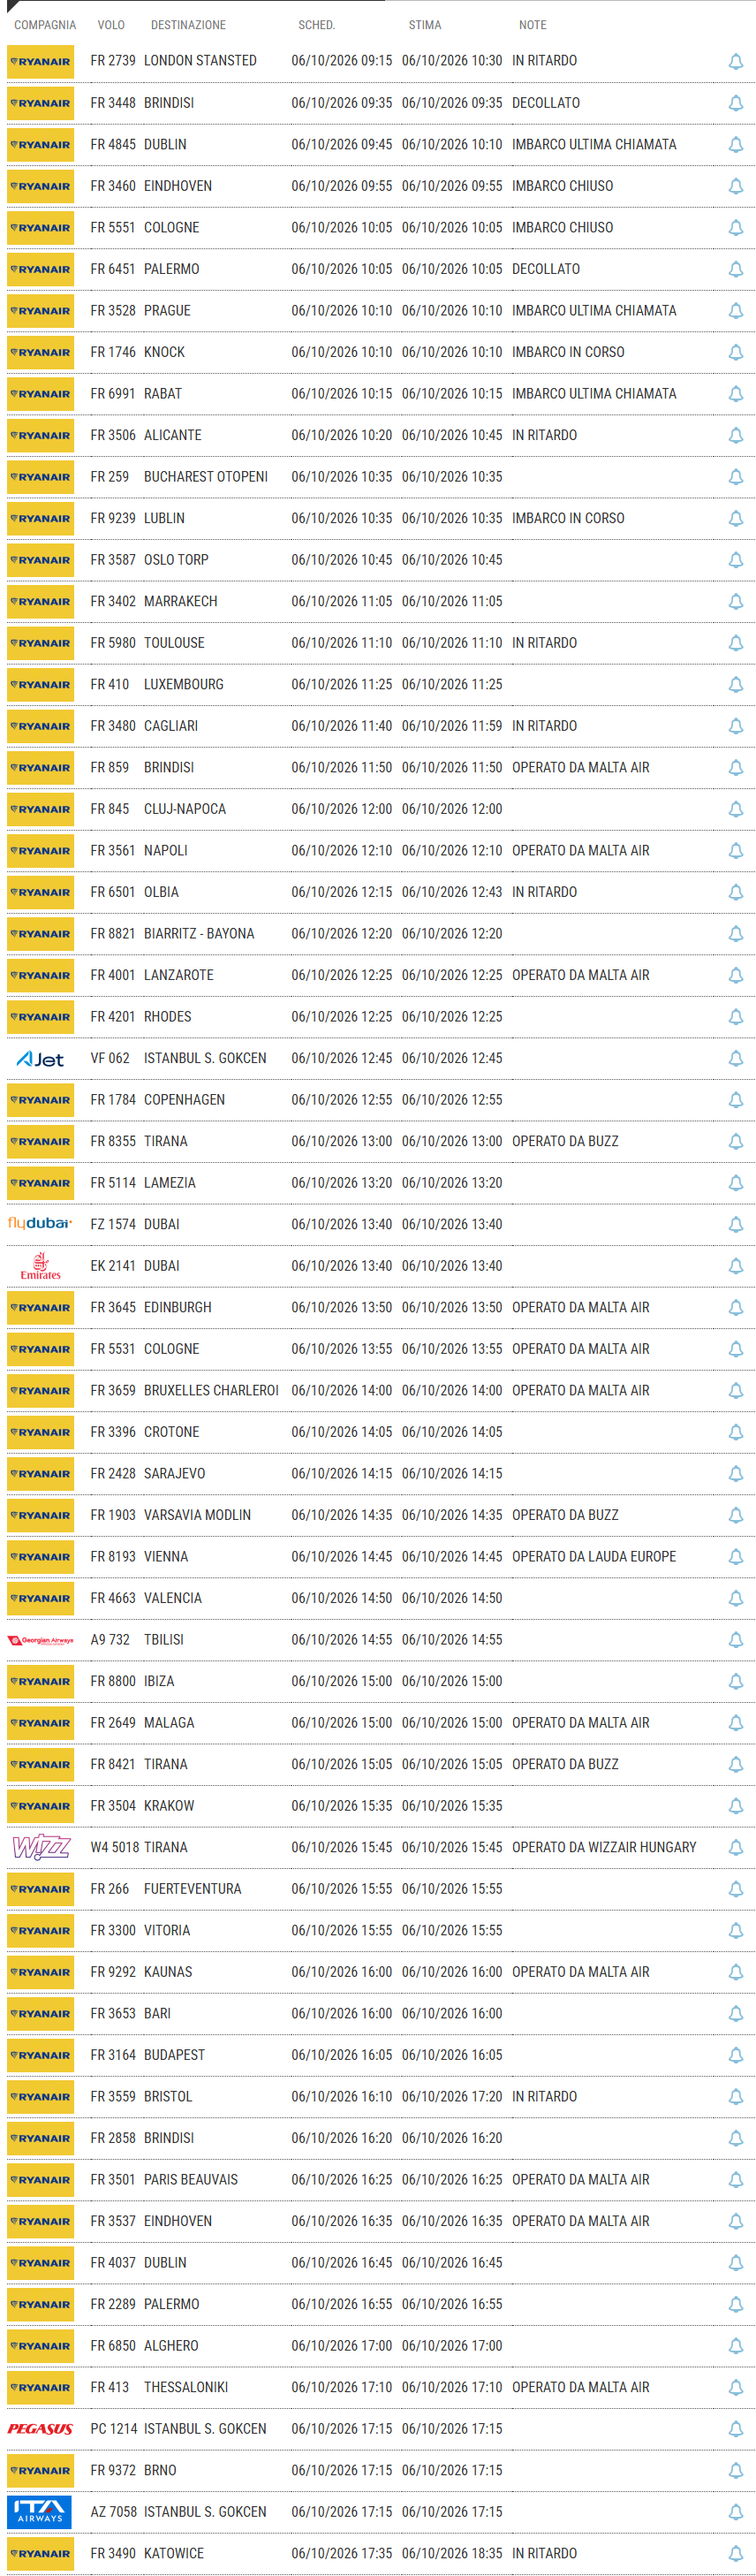 COMPAGNIA VOLO DESTINAZIONE SCHED. STIMA NOTE
RYANAIR FR 2739 LONDON STANSTED 06/10/2026 09:15 06/10/2026 10:30 IN RITARDO
RYANAIR FR 3448 BRINDISI 06/10/2026 09:35 06/10/2026 09:35 DECOLLATO
RYANAIR FR 4845 DUBLIN 06/10/2026 09:45 06/10/2026 10:10 IMBARCO ULTIMA CHIAMATA
RYANAIR FR 3460 EINDHOVEN 06/10/2026 09:55 06/10/2026 09:55 IMBARCO CHIUSO
RYANAIR FR 5551 COLOGNE 06/10/2026 10:05 06/10/2026 10:05 IMBARCO CHIUSO
RYANAIR FR 6451 PALERMO 06/10/2026 10:05 06/10/2026 10:05 DECOLLATO
RYANAIR FR 3528 PRAGUE 06/10/2026 10:10 06/10/2026 10:10 IMBARCO ULTIMA CHIAMATA
RYANAIR FR 1746 KNOCK 06/10/2026 10:10 06/10/2026 10:10 IMBARCO IN CORSO
RYANAIR FR 6991 RABAT 06/10/2026 10:15 06/10/2026 10:15 IMBARCO ULTIMA CHIAMATA
RYANAIR FR 3506 ALICANTE 06/10/2026 10:20 06/10/2026 10:45 IN RITARDO
RYANAIR FR 259 BUCHAREST OTOPENI 06/10/2026 10:35 06/10/2026 10:35
RYANAIR FR 9239 LUBLIN 06/10/2026 10:35 06/10/2026 10:35 IMBARCO IN CORSO
RYANAIR FR 3587 OSLO TORP 06/10/2026 10:45 06/10/2026 10:45
RYANAIR FR 3402 MARRAKECH 06/10/2026 11:05 06/10/2026 11:05
RYANAIR FR 5980 TOULOUSE 06/10/2026 11:10 06/10/2026 11:10 IN RITARDO
RYANAIR FR 410 LUXEMBOURG 06/10/2026 11:25 06/10/2026 11:25
RYANAIR FR 3480 CAGLIARI 06/10/2026 11:40 06/10/2026 11:59 IN RITARDO
RYANAIR FR 859 BRINDISI 06/10/2026 11:50 06/10/2026 11:50 OPERATO DA MALTA AIR
RYANAIR FR 845 CLUJ-NAPOCA 06/10/2026 12:00 06/10/2026 12:00
RYANAIR FR 3561 NAPOLI 06/10/2026 12:10 06/10/2026 12:10 OPERATO DA MALTA AIR
RYANAIR FR 6501 OLBIA 06/10/2026 12:15 06/10/2026 12:43 IN RITARDO
RYANAIR FR 8821 BIARRITZ - BAYONA 06/10/2026 12:20 06/10/2026 12:20
RYANAIR FR 4001 LANZAROTE 06/10/2026 12:25 06/10/2026 12:25 OPERATO DA MALTA AIR
RYANAIR FR 4201 RHODES 06/10/2026 12:25 06/10/2026 12:25
AJet VF 062 ISTANBUL S. GOKCEN 06/10/2026 12:45 06/10/2026 12:45
RYANAIR FR 1784 COPENHAGEN 06/10/2026 12:55 06/10/2026 12:55
RYANAIR FR 8355 TIRANA 06/10/2026 13:00 06/10/2026 13:00 OPERATO DA BUZZ
RYANAIR FR 5114 LAMEZIA 06/10/2026 13:20 06/10/2026 13:20
flydubai FZ 1574 DUBAI 06/10/2026 13:40 06/10/2026 13:40
Emirates EK 2141 DUBAI 06/10/2026 13:40 06/10/2026 13:40
RYANAIR FR 3645 EDINBURGH 06/10/2026 13:50 06/10/2026 13:50 OPERATO DA MALTA AIR
RYANAIR FR 5531 COLOGNE 06/10/2026 13:55 06/10/2026 13:55 OPERATO DA MALTA AIR
RYANAIR FR 3659 BRUXELLES CHARLEROI 06/10/2026 14:00 06/10/2026 14:00 OPERATO DA MALTA AIR
RYANAIR FR 3396 CROTONE 06/10/2026 14:05 06/10/2026 14:05
RYANAIR FR 2428 SARAJEVO 06/10/2026 14:15 06/10/2026 14:15
RYANAIR FR 1903 VARSAVIA MODLIN 06/10/2026 14:35 06/10/2026 14:35 OPERATO DA BUZZ
RYANAIR FR 8193 VIENNA 06/10/2026 14:45 06/10/2026 14:45 OPERATO DA LAUDA EUROPE
RYANAIR FR 4663 VALENCIA 06/10/2026 14:50 06/10/2026 14:50
Georgian Airways A9 732 TBILISI 06/10/2026 14:55 06/10/2026 14:55
RYANAIR FR 8800 IBIZA 06/10/2026 15:00 06/10/2026 15:00
RYANAIR FR 2649 MALAGA 06/10/2026 15:00 06/10/2026 15:00 OPERATO DA MALTA AIR
RYANAIR FR 8421 TIRANA 06/10/2026 15:05 06/10/2026 15:05 OPERATO DA BUZZ
RYANAIR FR 3504 KRAKOW 06/10/2026 15:35 06/10/2026 15:35
WIZZ W4 5018 TIRANA 06/10/2026 15:45 06/10/2026 15:45 OPERATO DA WIZZAIR HUNGARY
RYANAIR FR 266 FUERTEVENTURA 06/10/2026 15:55 06/10/2026 15:55
RYANAIR FR 3300 VITORIA 06/10/2026 15:55 06/10/2026 15:55
RYANAIR FR 9292 KAUNAS 06/10/2026 16:00 06/10/2026 16:00 OPERATO DA MALTA AIR
RYANAIR FR 3653 BARI 06/10/2026 16:00 06/10/2026 16:00
RYANAIR FR 3164 BUDAPEST 06/10/2026 16:05 06/10/2026 16:05
RYANAIR FR 3559 BRISTOL 06/10/2026 16:10 06/10/2026 17:20 IN RITARDO
RYANAIR FR 2858 BRINDISI 06/10/2026 16:20 06/10/2026 16:20
RYANAIR FR 3501 PARIS BEAUVAIS 06/10/2026 16:25 06/10/2026 16:25 OPERATO DA MALTA AIR
RYANAIR FR 3537 EINDHOVEN 06/10/2026 16:35 06/10/2026 16:35 OPERATO DA MALTA AIR
RYANAIR FR 4037 DUBLIN 06/10/2026 16:45 06/10/2026 16:45
RYANAIR FR 2289 PALERMO 06/10/2026 16:55 06/10/2026 16:55
RYANAIR FR 6850 ALGHERO 06/10/2026 17:00 06/10/2026 17:00
RYANAIR FR 413 THESSALONIKI 06/10/2026 17:10 06/10/2026 17:10 OPERATO DA MALTA AIR
PEGASUS PC 1214 ISTANBUL S. GOKCEN 06/10/2026 17:15 06/10/2026 17:15
RYANAIR FR 9372 BRNO 06/10/2026 17:15 06/10/2026 17:15
ITA AIRWAYS AZ 7058 ISTANBUL S. GOKCEN 06/10/2026 17:15 06/10/2026 17:15
RYANAIR FR 3490 KATOWICE 06/10/2026 17:35 06/10/2026 18:35 IN RITARDO